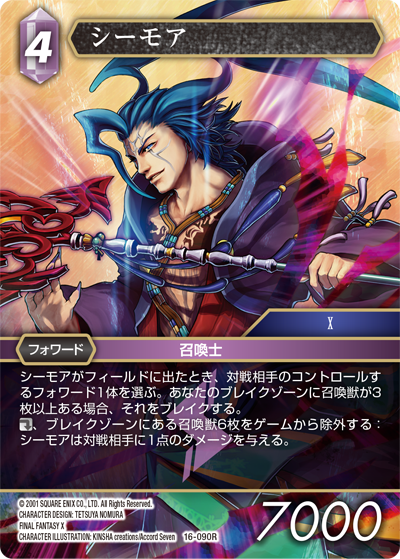 4
シーモア
X
フォワード
召喚士
シーモアがフィールドに出たとき、対戦相手のコントロールす
るフォワード1体を選ぶ。あなたのブレイクゾーンに召喚獣が3
枚以上ある場合、それをブレイクする。
、ブレイクゾーンにある召喚獣6枚をゲームから除外する：
シーモアは対戦相手に1点のダメージを与える。
© 2001 SQUARE ENIX CO., LTD. All Rights Reserved.
CHARACTER DESIGN: TETSUYA NOMURA
FINAL FANTASY X
CHARACTER ILLUSTRATION: KINSHA creations/Accord Seven
16-090R
7000